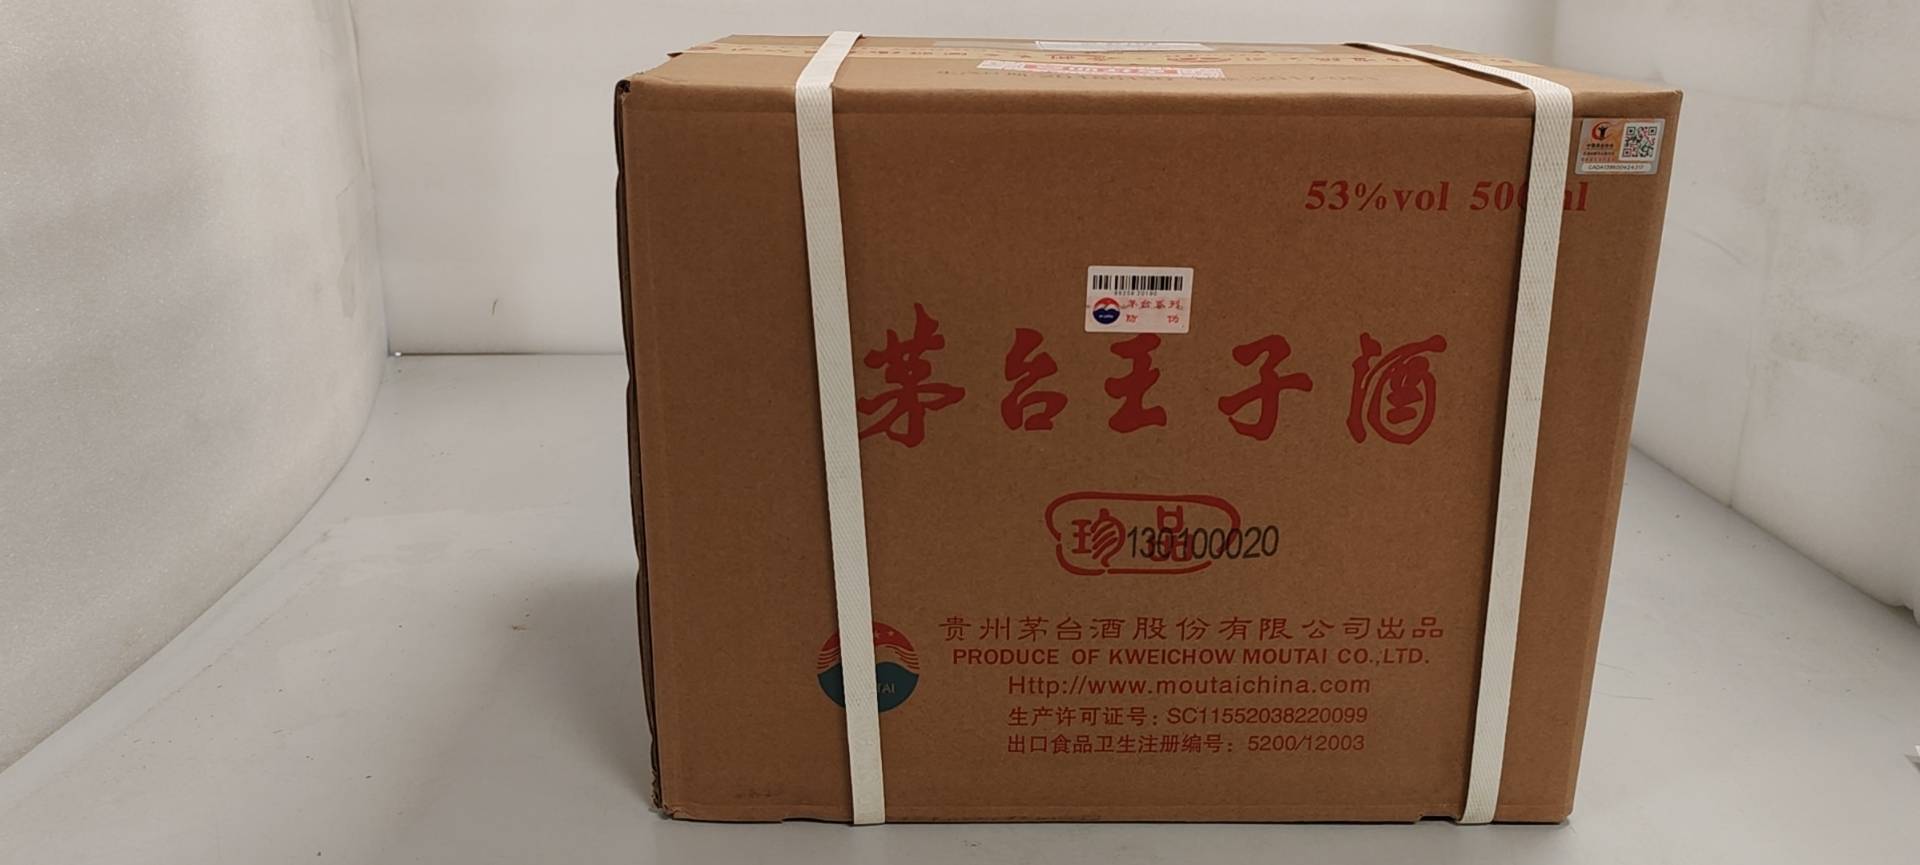 53%vol 500ml
茅台系列
防 伪
茅台王子酒
珍品
130100020
贵州茅台酒股份有限公司出品
PRODUCE OF KWEICHOW MOUTAI CO.,LTD.
Http://www.moutaichina.com
生产许可证号：SC11552038220099
出口食品卫生注册编号：5200/12003